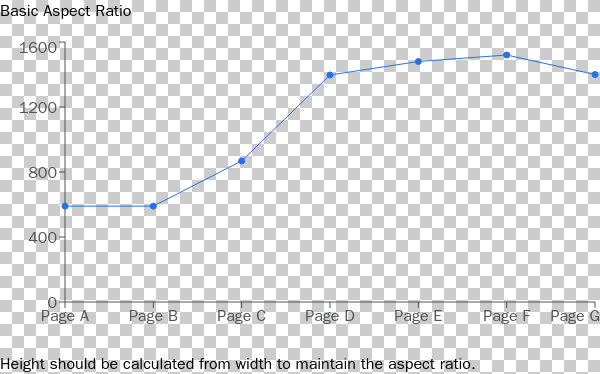 Basic Aspect Ratio
1600
1200
800
400
0
Page A Page B Page C Page D Page E Page F Page G
Height should be calculated from width to maintain the aspect ratio.